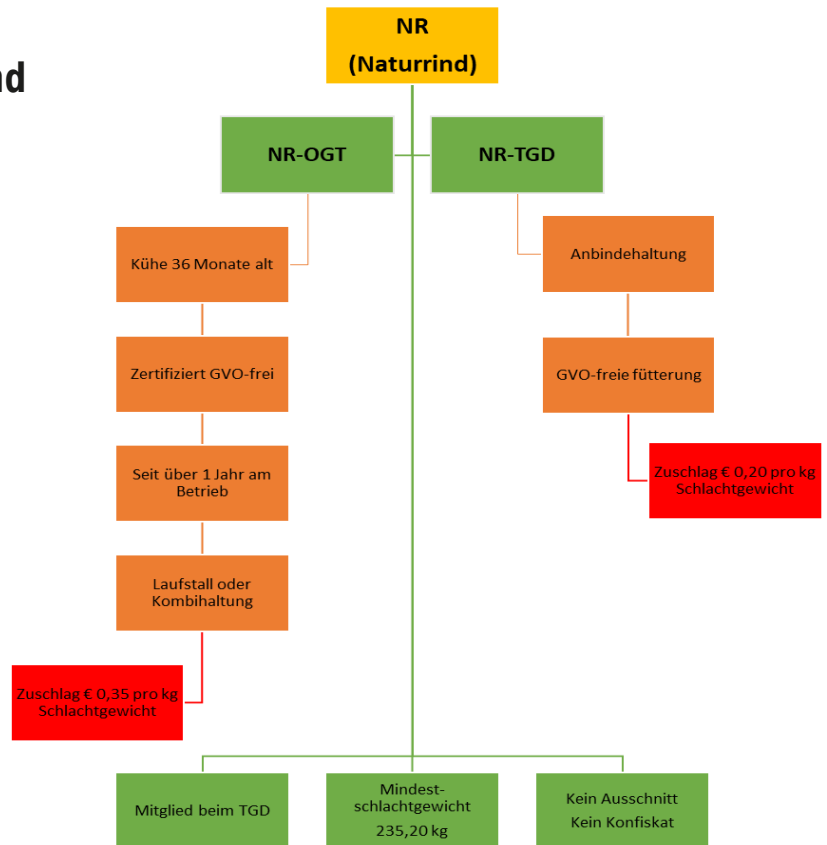 nd
NR
(Naturrind)
NR-OGT
NR-TGD
Kühe 36 Monate alt
Zertifiziert GVO-frei
Seit über 1 Jahr am
Betrieb
Laufstall oder
Kombihaltung
Zuschlag € 0,35 pro kg
Schlachtgewicht
Anbindehaltung
GVO-freie fütterung
Zuschlag € 0,20 pro kg
Schlachtgewicht
Mitglied beim TGD
Mindest-
schlachtgewicht
235,20 kg
Kein Ausschnitt
Kein Konfiskat